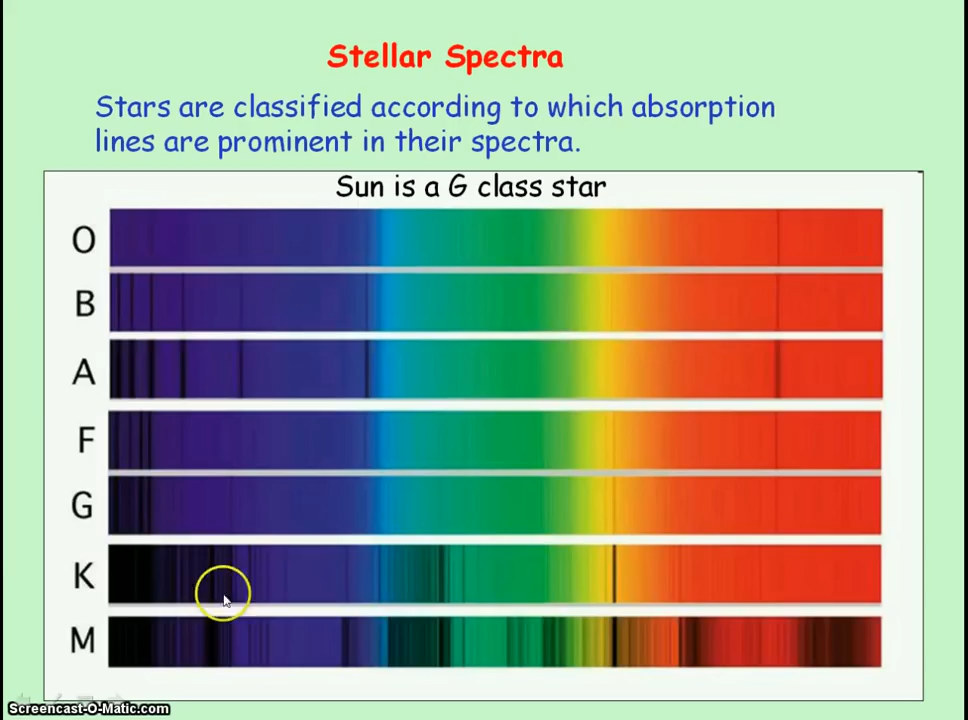 Stellar Spectra
Stars are classified according to which absorption
lines are prominent in their spectra.
Sun is a G class star
O
B
A
F
G
K
M
Screencast-O-Matic.com